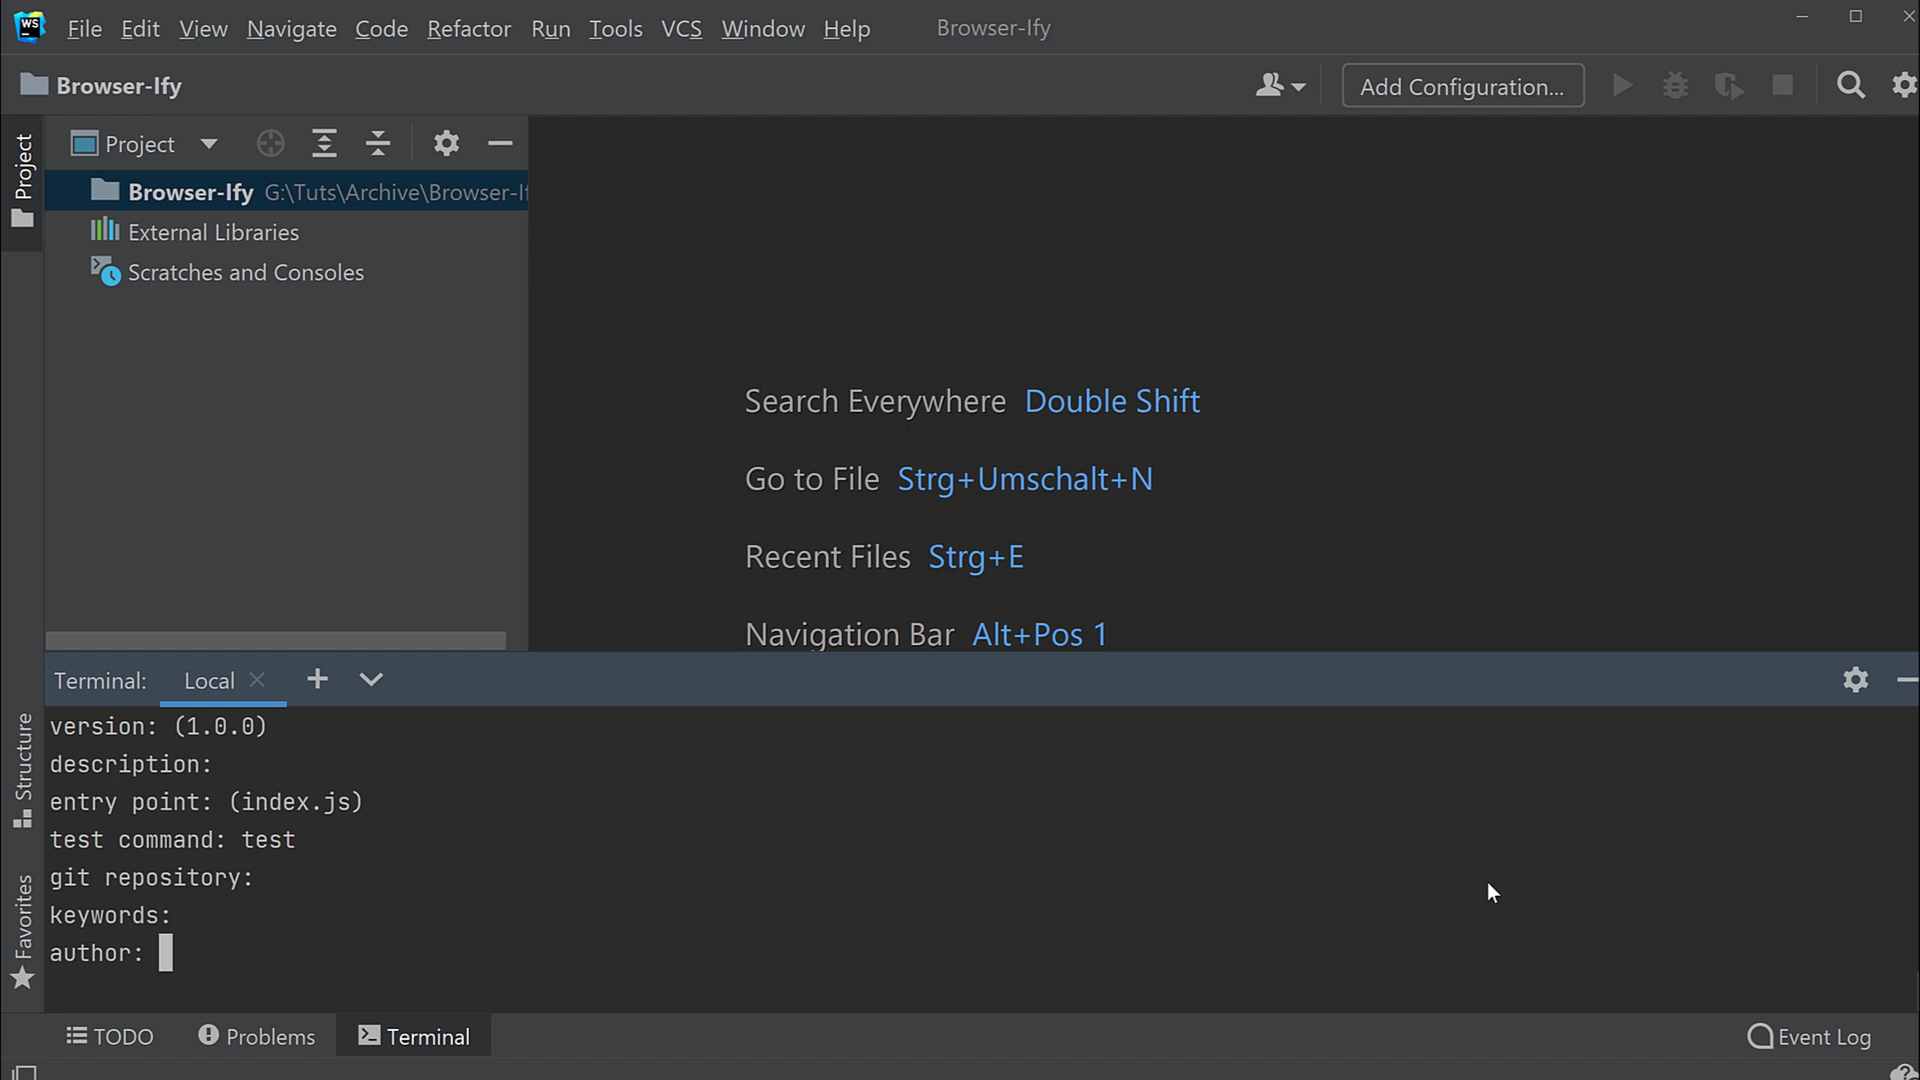 WS File Edit View Navigate Code Refactor Run Tools VCS Window Help Browser-Ify
Browser-Ify Add Configuration...
Project
Project
Browser-Ify G:\Tuts\Archive\Browser-If
External Libraries
Scratches and Consoles
Search Everywhere Double Shift
Go to File Strg+Umschalt+N
Recent Files Strg+E
Navigation Bar Alt+Pos 1
Terminal: Local
version: (1.0.0)
description:
entry point: (index.js)
test command: test
git repository:
keywords:
author:
Structure
Favorites
TODO Problems Terminal Event Log